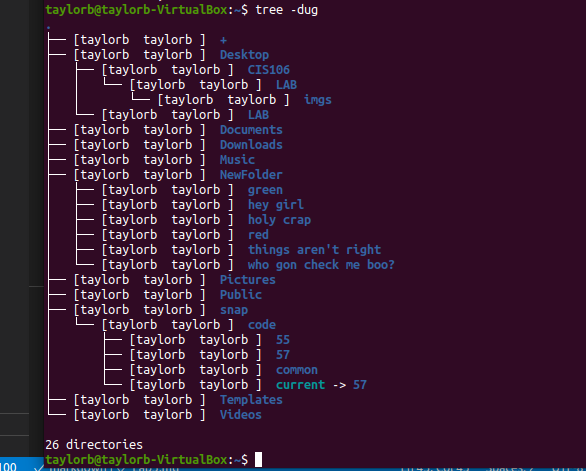 taylorb@taylorb-VirtualBox:~$ tree -dug
.
├── [taylorb  taylorb ]  +
├── [taylorb  taylorb ]  Desktop
│   ├── [taylorb  taylorb ]  CIS106
│   │   └── [taylorb  taylorb ]  LAB
│   │       └── [taylorb  taylorb ]  imgs
│   └── [taylorb  taylorb ]  LAB
├── [taylorb  taylorb ]  Documents
├── [taylorb  taylorb ]  Downloads
├── [taylorb  taylorb ]  Music
├── [taylorb  taylorb ]  NewFolder
│   ├── [taylorb  taylorb ]  green
│   ├── [taylorb  taylorb ]  hey girl
│   ├── [taylorb  taylorb ]  holy crap
│   ├── [taylorb  taylorb ]  red
│   ├── [taylorb  taylorb ]  things aren't right
│   └── [taylorb  taylorb ]  who gon check me boo?
├── [taylorb  taylorb ]  Pictures
├── [taylorb  taylorb ]  Public
├── [taylorb  taylorb ]  snap
│   └── [taylorb  taylorb ]  code
│       ├── [taylorb  taylorb ]  55
│       ├── [taylorb  taylorb ]  57
│       ├── [taylorb  taylorb ]  common
│       └── [taylorb  taylorb ]  current -> 57
├── [taylorb  taylorb ]  Templates
└── [taylorb  taylorb ]  Videos

26 directories
taylorb@taylorb-VirtualBox:~$